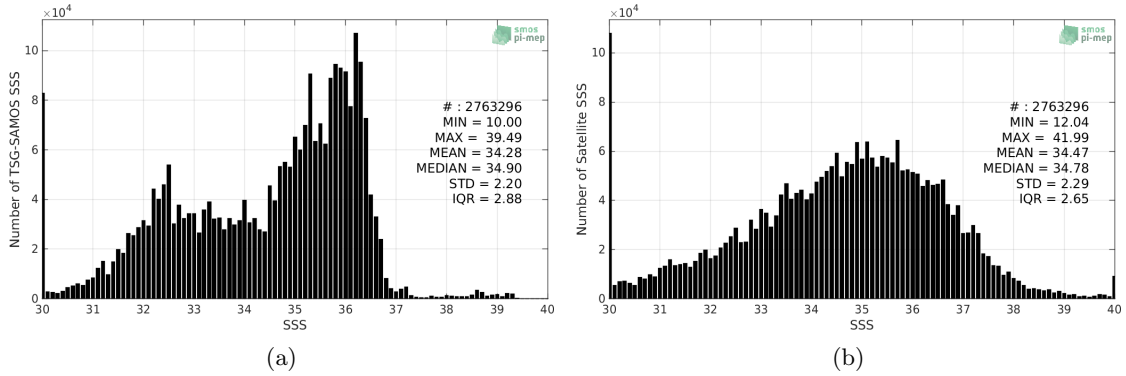 ×10⁴
10
8
6
4
2
0
Number of TSG-SAMOS SSS
smos
pi-mep
# : 2763296
MIN = 10.00
MAX = 39.49
MEAN = 34.28
MEDIAN = 34.90
STD = 2.20
IQR = 2.88
30 31 32 33 34 35 36 37 38 39 40
SSS
(a)
×10⁴
10
8
6
4
2
0
Number of Satellite SSS
smos
pi-mep
# : 2763296
MIN = 12.04
MAX = 41.99
MEAN = 34.47
MEDIAN = 34.78
STD = 2.29
IQR = 2.65
30 31 32 33 34 35 36 37 38 39 40
SSS
(b)